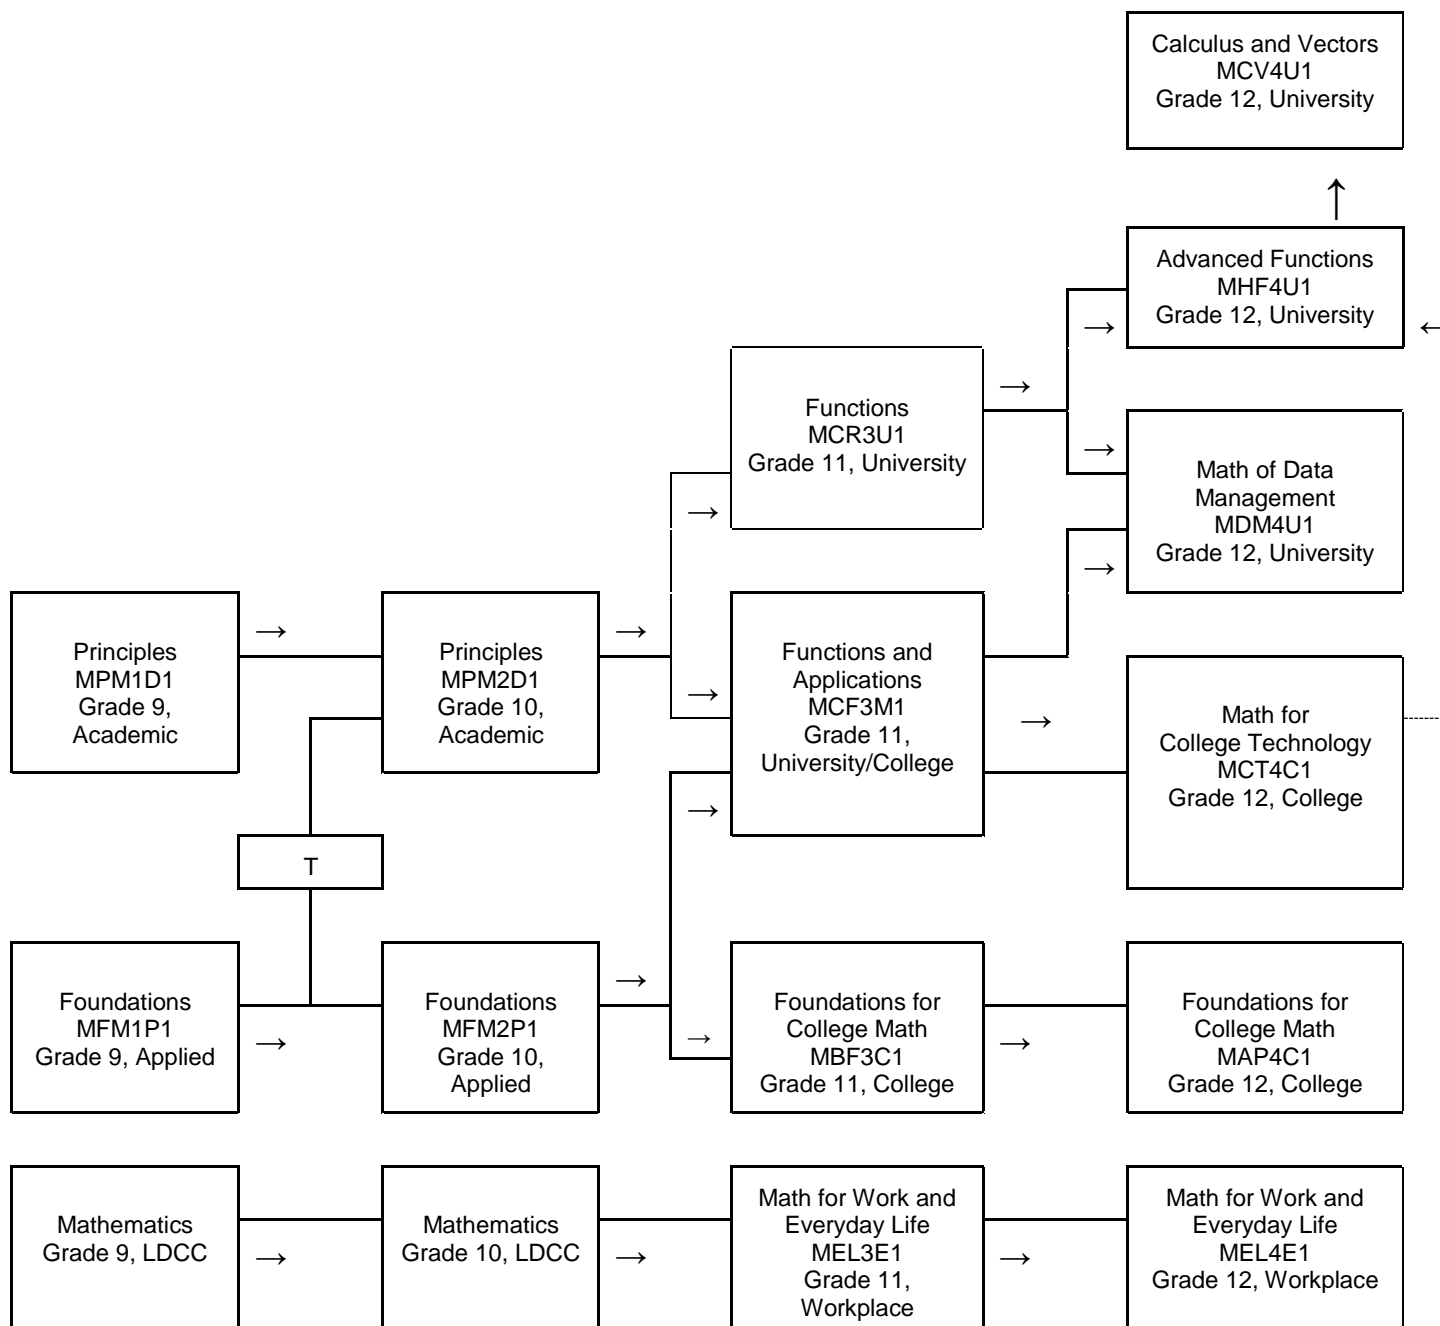 Calculus and Vectors
MCV4U1
Grade 12, University
↑
Advanced Functions
MHF4U1
Grade 12, University
→
←
Functions
MCR3U1
Grade 11, University
→
→
Math of Data
Management
MDM4U1
Grade 12, University
→
→
Principles
MPM1D1
Grade 9,
Academic
→
Principles
MPM2D1
Grade 10,
Academic
→
→
Functions and
Applications
MCF3M1
Grade 11,
University/College
→
→
Math for
College Technology
MCT4C1
Grade 12, College
T
Foundations
MFM1P1
Grade 9, Applied
→
Foundations
MFM2P1
Grade 10,
Applied
→
→
Foundations for
College Math
MBF3C1
Grade 11, College
→
Foundations for
College Math
MAP4C1
Grade 12, College
Mathematics
Grade 9, LDCC
→
Mathematics
Grade 10, LDCC
→
Math for Work and
Everyday Life
MEL3E1
Grade 11,
Workplace
→
Math for Work and
Everyday Life
MEL4E1
Grade 12, Workplace